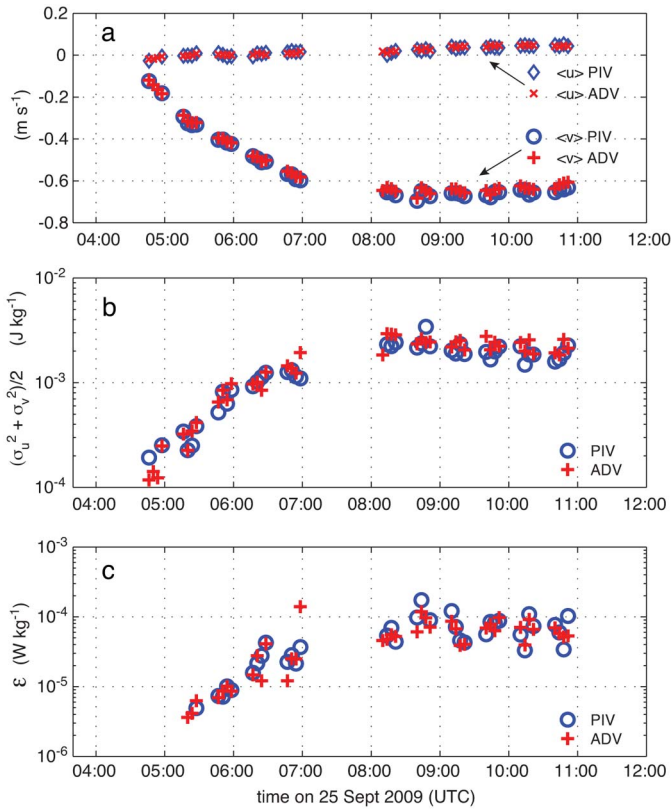 a
0.2
0
-0.2
-0.4
-0.6
-0.8
(m s⁻¹)
<u> PIV
<u> ADV
<v> PIV
<v> ADV
04:00 05:00 06:00 07:00 08:00 09:00 10:00 11:00 12:00
b
10⁻²
10⁻³
10⁻⁴
(σᵤ² + σᵥ²)/2 (J kg⁻¹)
PIV
ADV
04:00 05:00 06:00 07:00 08:00 09:00 10:00 11:00 12:00
c
10⁻³
10⁻⁴
10⁻⁵
10⁻⁶
ε (W kg⁻¹)
PIV
ADV
04:00 05:00 06:00 07:00 08:00 09:00 10:00 11:00 12:00
time on 25 Sept 2009 (UTC)